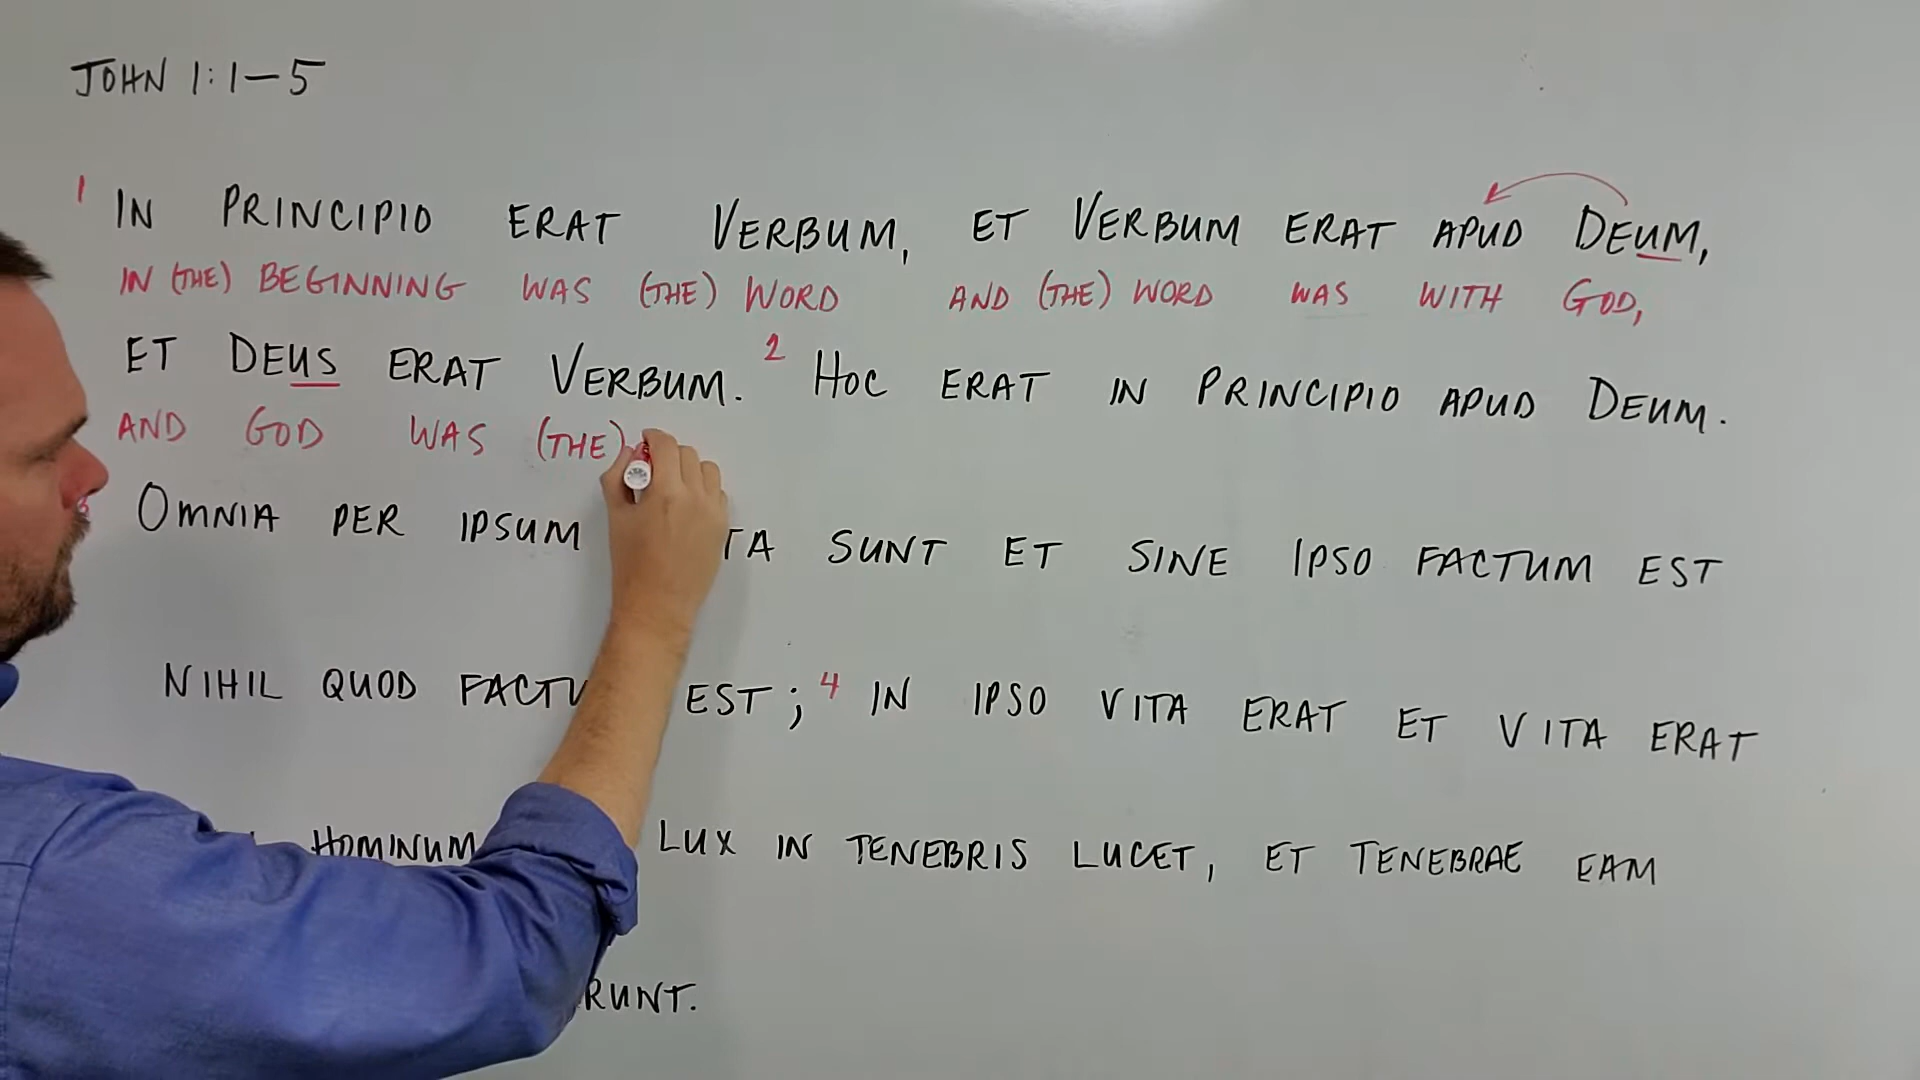 JOHN 1:1-5
1 IN PRINCIPIO ERAT VERBUM, ET VERBUM ERAT APUD DEUM,
IN (THE) BEGINNING WAS (THE) WORD AND (THE) WORD WAS WITH GOD,
ET DEUS ERAT VERBUM. 2 HOC ERAT IN PRINCIPIO APUD DEUM.
AND GOD WAS (THE)
OMNIA PER IPSUM SUNT ET SINE IPSO FACTUM EST
NIHIL QUOD EST; 4 IN IPSO VITA ERAT ET VITA ERAT
HOMINUM LUX IN TENEBRIS LUCET, ET TENEBRAE EAM